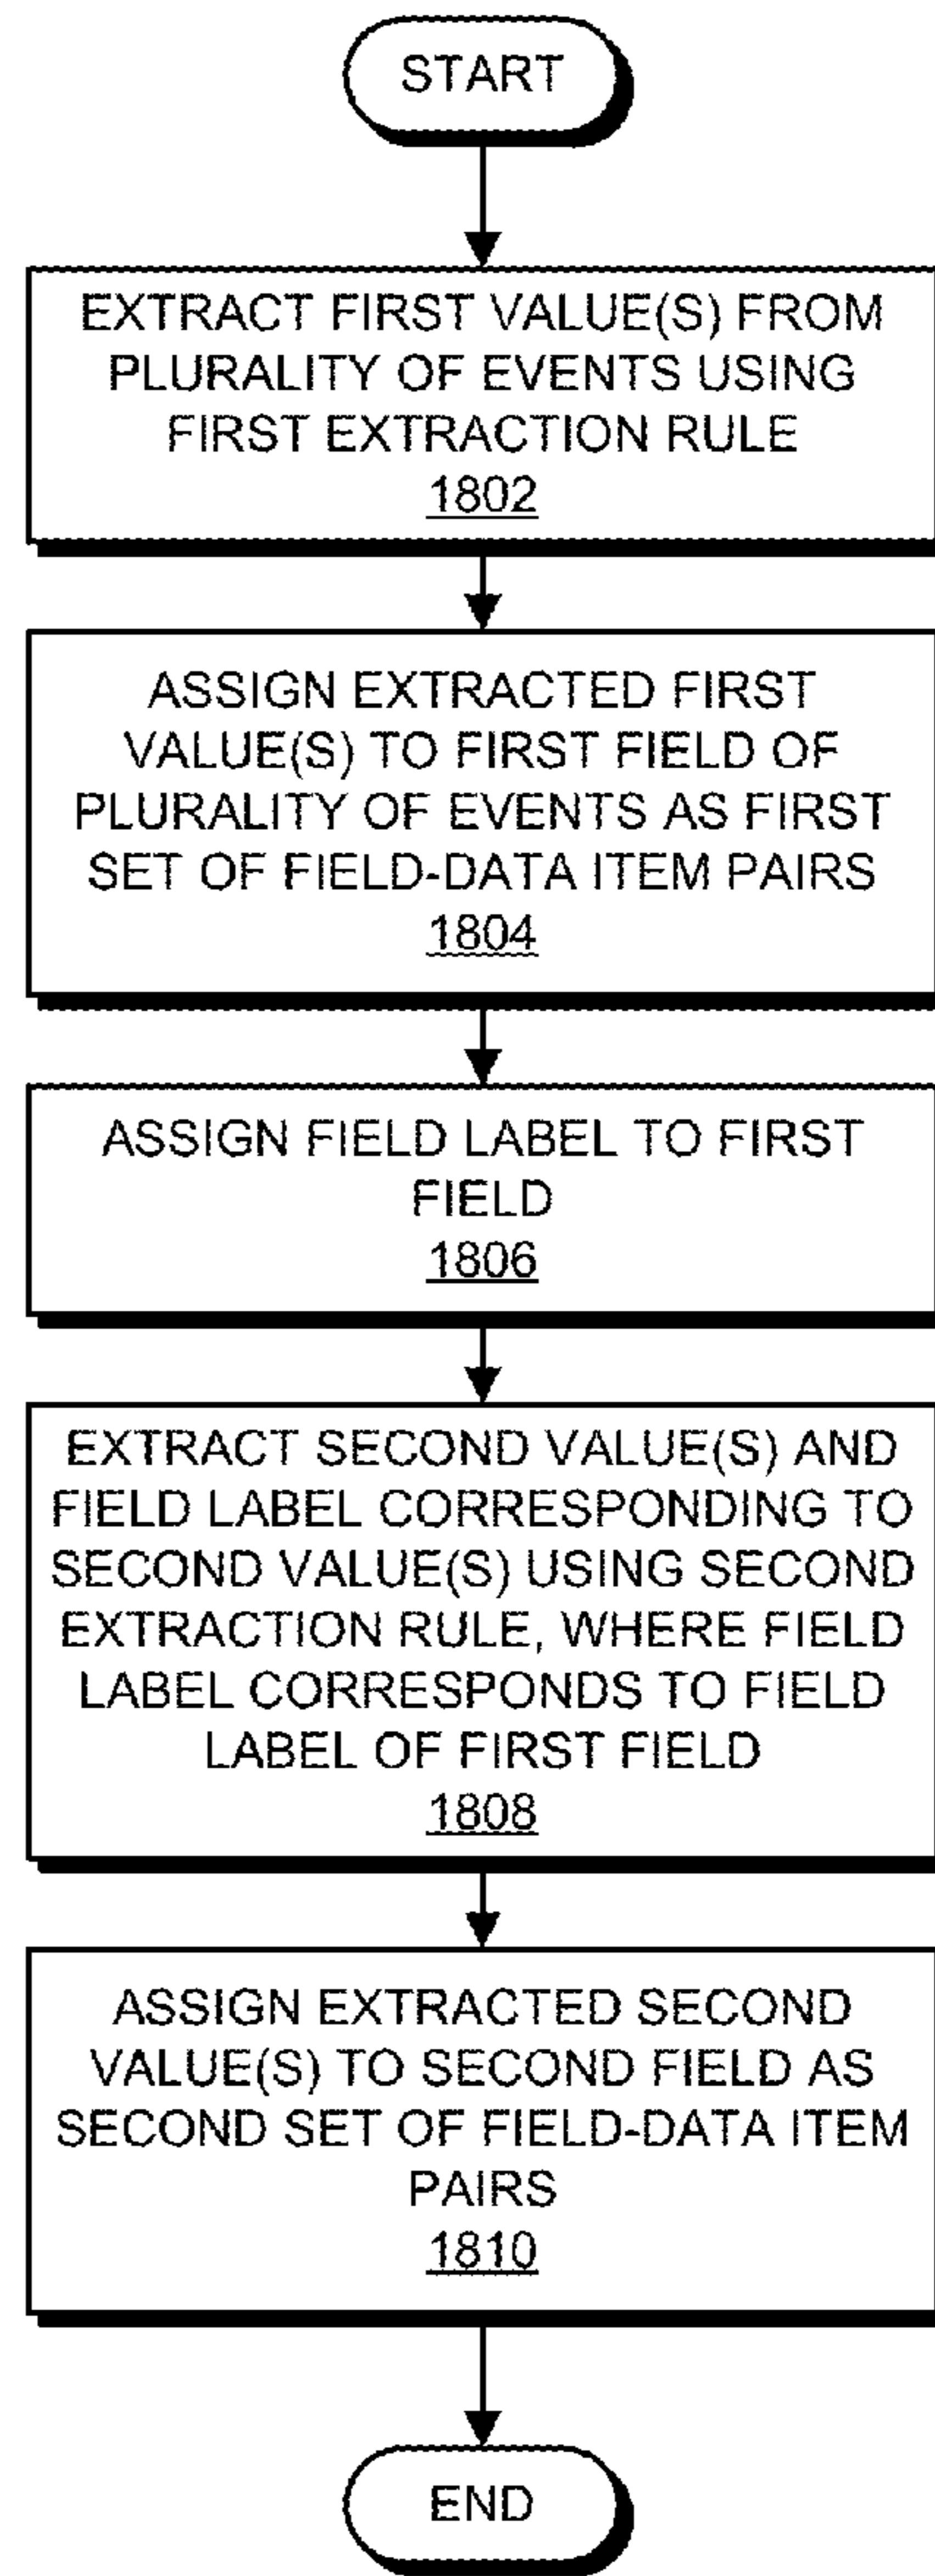 START
EXTRACT FIRST VALUE(S) FROM
PLURALITY OF EVENTS USING
FIRST EXTRACTION RULE
1802
ASSIGN EXTRACTED FIRST
VALUE(S) TO FIRST FIELD OF
PLURALITY OF EVENTS AS FIRST
SET OF FIELD-DATA ITEM PAIRS
1804
ASSIGN FIELD LABEL TO FIRST
FIELD
1806
EXTRACT SECOND VALUE(S) AND
FIELD LABEL CORRESPONDING TO
SECOND VALUE(S) USING SECOND
EXTRACTION RULE, WHERE FIELD
LABEL CORRESPONDS TO FIELD
LABEL OF FIRST FIELD
1808
ASSIGN EXTRACTED SECOND
VALUE(S) TO SECOND FIELD AS
SECOND SET OF FIELD-DATA ITEM
PAIRS
1810
END